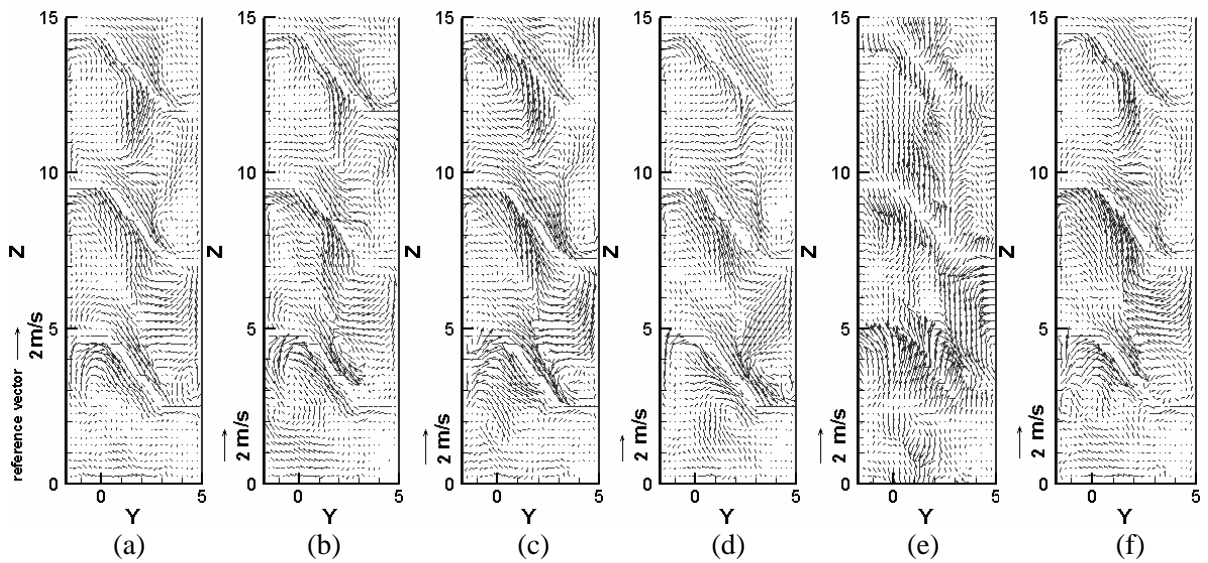 15 15 15 15 15 15
10 10 10 10 10 10
Z Z Z Z Z Z
5 5 5 5 5 5
reference vector → 2m/s
→ 2 m/s
→ 2 m/s
→ 2 m/s
→ 2 m/s
→ 2 m/s
0 0 0 0 0 0
0 5 0 5 0 5 0 5 0 5 0 5
Y Y Y Y Y Y
(a) (b) (c) (d) (e) (f)